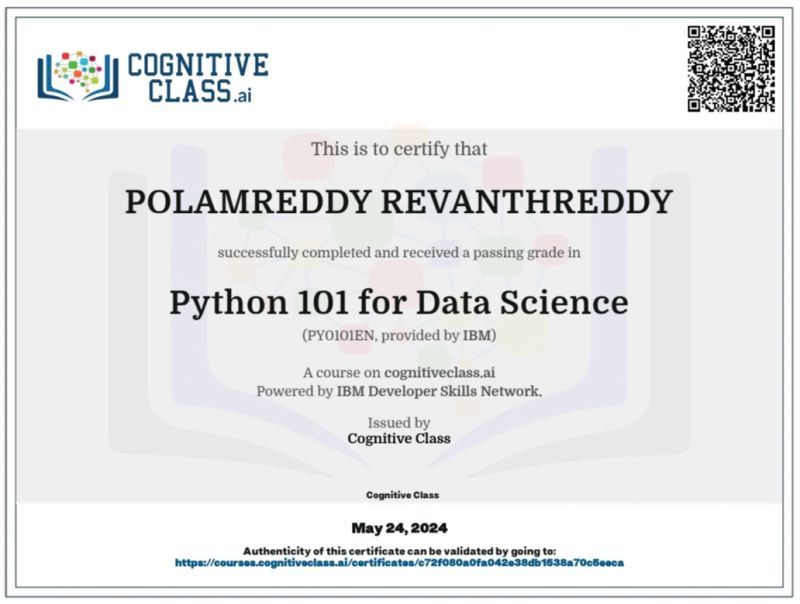 COGNITIVE
CLASS.ai
This is to certify that
POLAMREDDY REVANTHREDDY
successfully completed and received a passing grade in
Python 101 for Data Science
(PY0101EN, provided by IBM)
A course on cognitiveclass.ai
Powered by IBM Developer Skills Network.
Issued by
Cognitive Class
Cognitive Class
May 24, 2024
Authenticity of this certificate can be validated by going to:
https://courses.cognitiveclass.ai/certificates/c72f080a0fa042e38db1538a70c5eeca